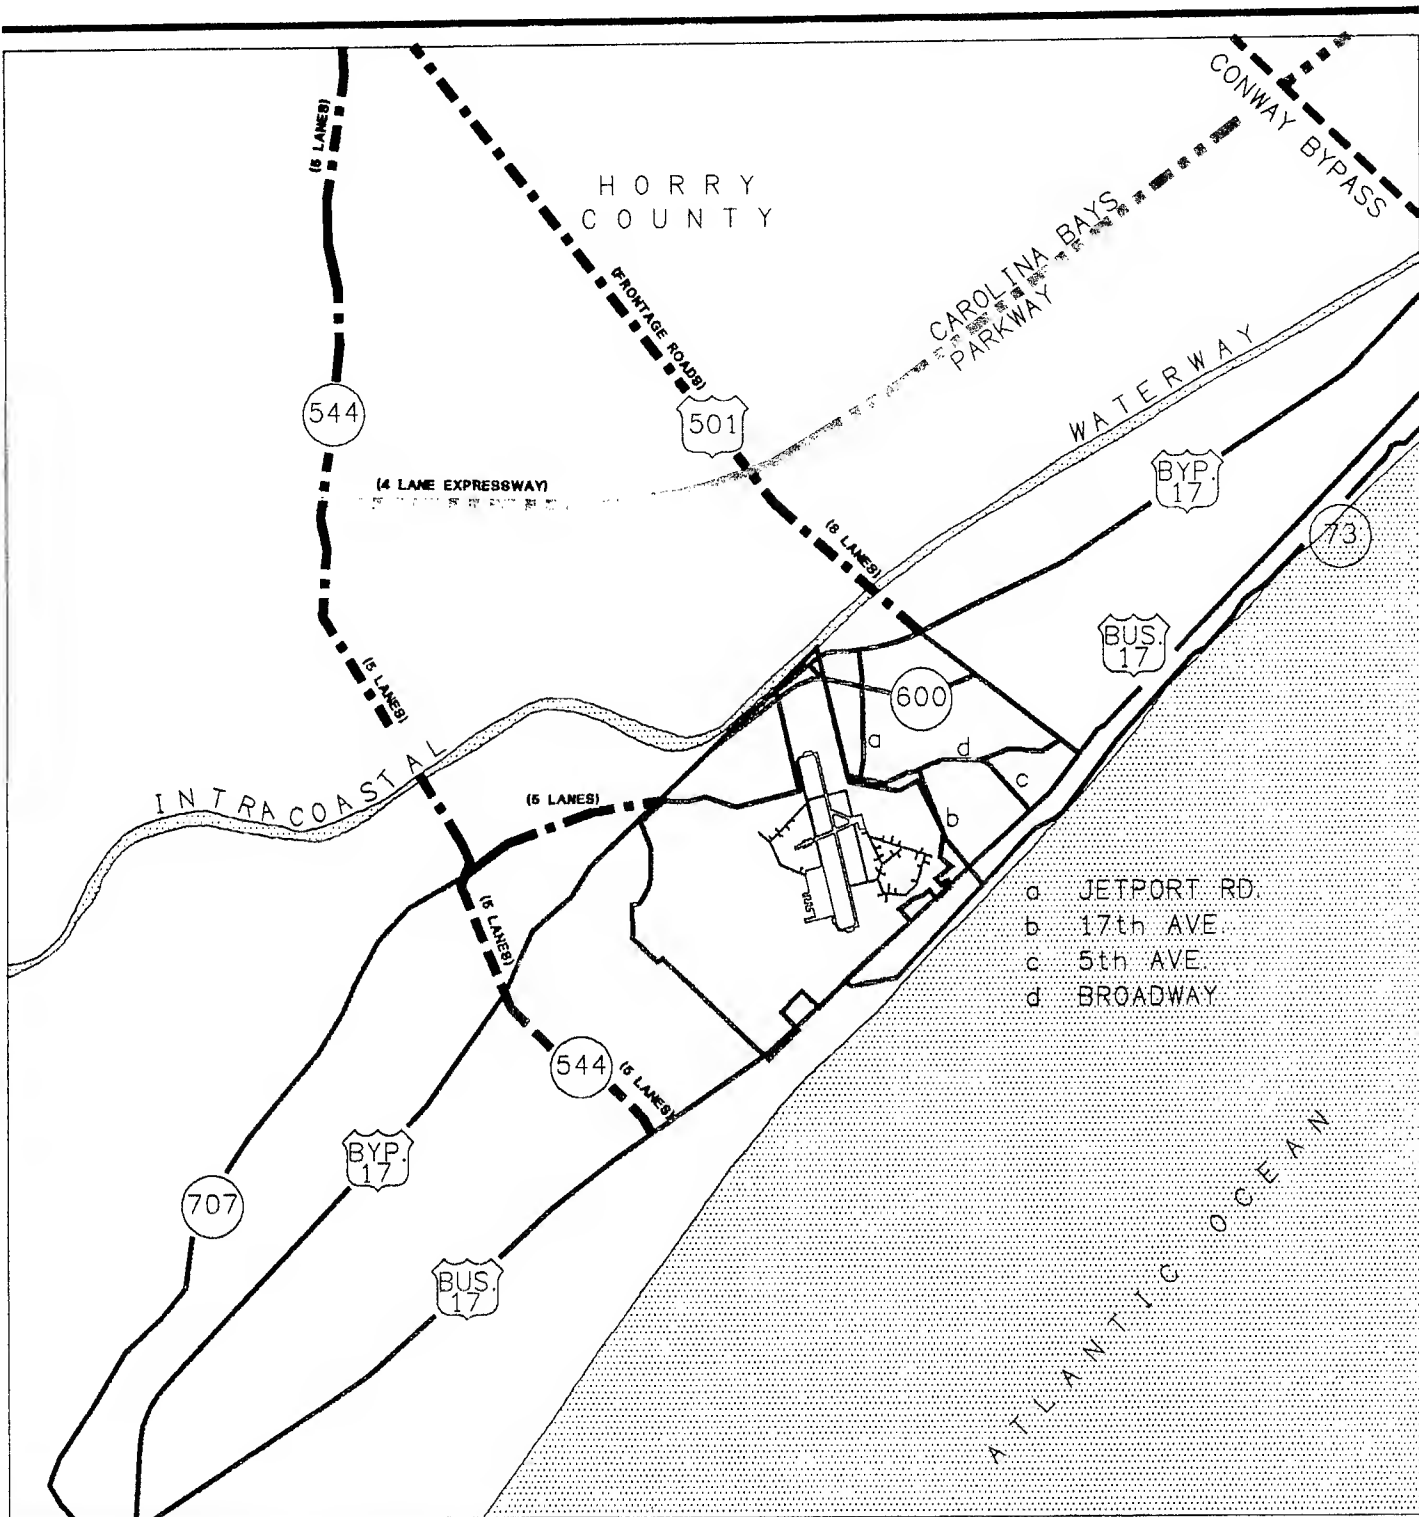 CONWAY BYPASS
(5 LANES)
HORRY
COUNTY
CAROLINA BAYS
PARKWAY
(FRONTAGE ROADS)
WATERWAY
544
501
BYP.
17
(4 LANE EXPRESSWAY)
(8 LANES)
73
BUS.
17
(5 LANES)
600
a
d
INTRACOASTAL
c
(5 LANES)
b
a JETPORT RD.
b 17th AVE.
c 5th AVE.
d BROADWAY
(5 LANES)
544
(5 LANES)
BYP.
17
707
BUS.
17
ATLANTIC OCEAN